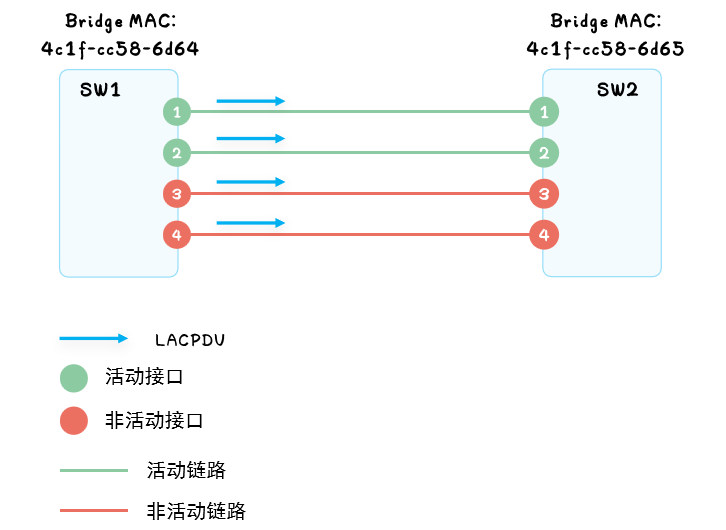 Bridge MAC:
4c1f-cc58-6d64
Bridge MAC:
4c1f-cc58-6d65
SW1
SW2
1
1
2
2
3
3
4
4
LACPDU
活动接口
非活动接口
活动链路
非活动链路